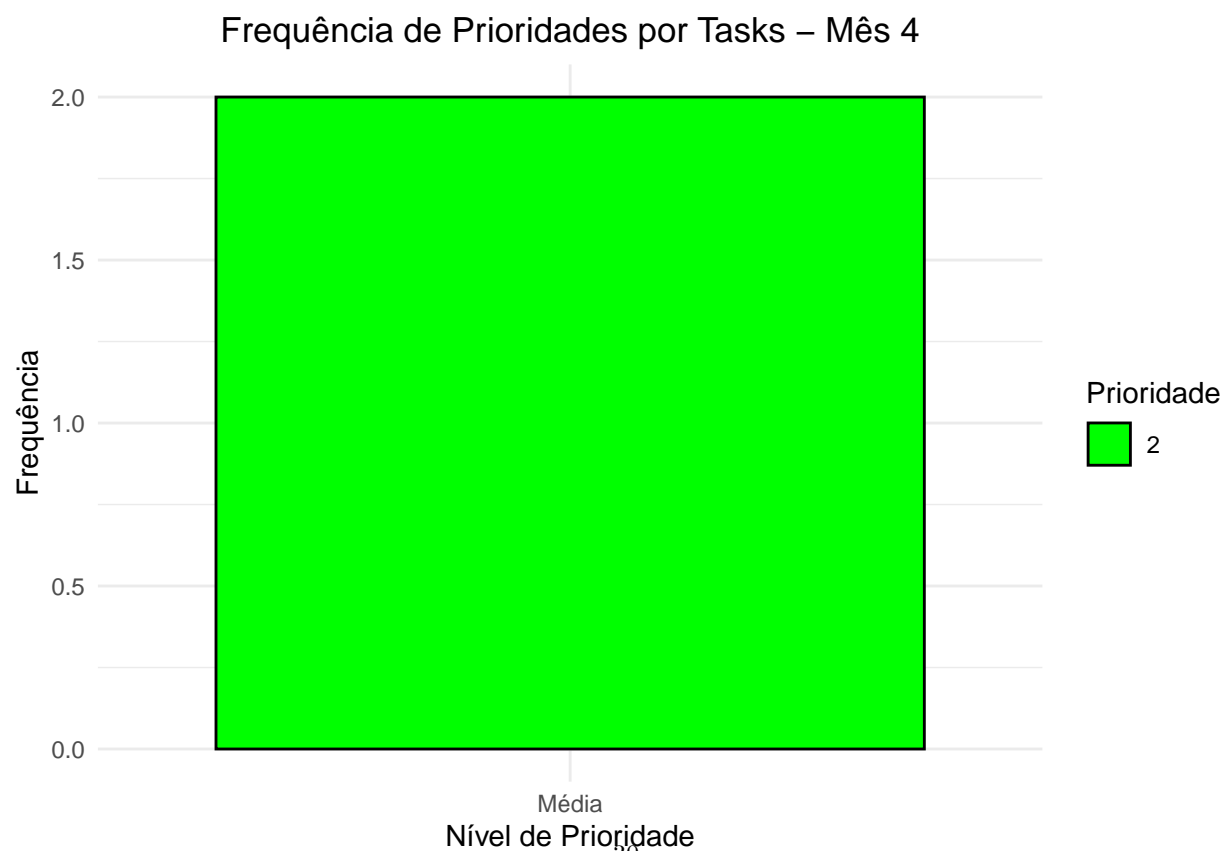 Frequência de Prioridades por Tasks – Mês 4
2.0
1.5
1.0
0.5
0.0
Frequência
Média
Nível de Prioridade
Prioridade
2